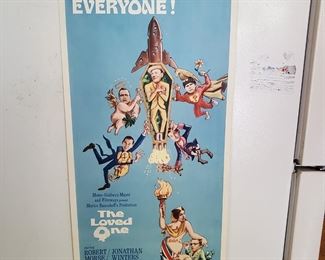 EVERYONE!
Metro-Goldwyn-Mayer
and Filmways present
Martin Ransohoff's Production
The Loved
One
ROBERT JONATHAN
MORSE WINTERS